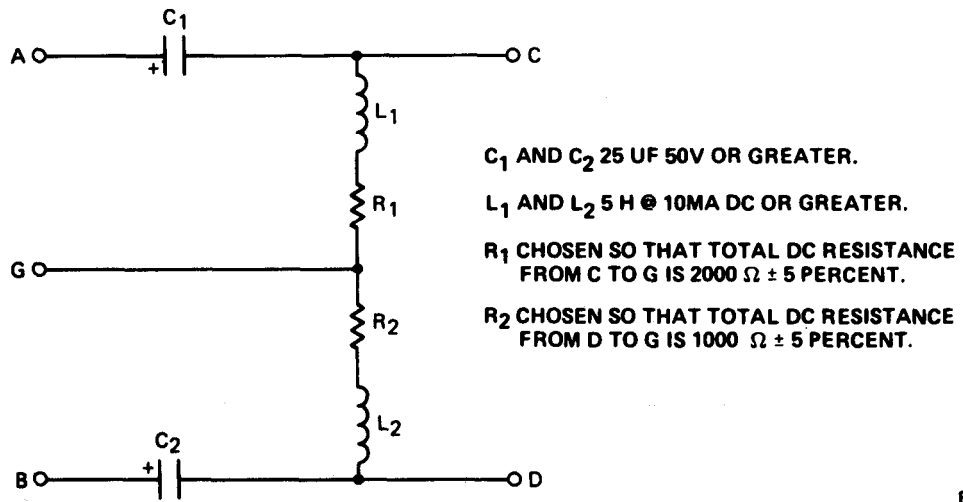 C1
A + C
L1
C1 AND C2 25 UF 50V OR GREATER.
L1 AND L2 5 H @ 10MA DC OR GREATER.
R1
R1 CHOSEN SO THAT TOTAL DC RESISTANCE
FROM C TO G IS 2000 Ω ± 5 PERCENT.
G
R2
R2 CHOSEN SO THAT TOTAL DC RESISTANCE
FROM D TO G IS 1000 Ω ± 5 PERCENT.
L2
C2
B + D